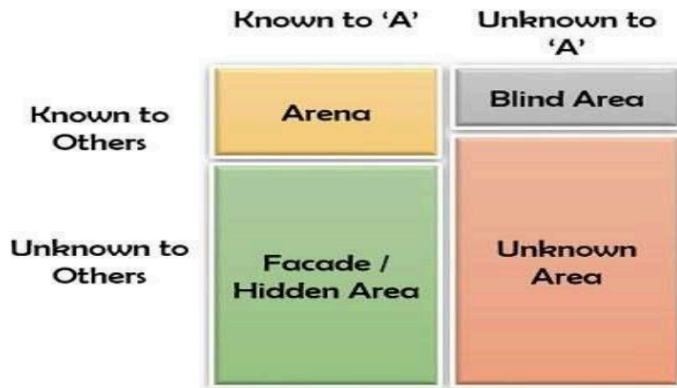 Known to ‘A’
Unknown to
‘A’
Known to
Others
Arena
Blind Area
Unknown to
Others
Facade /
Hidden Area
Unknown
Area